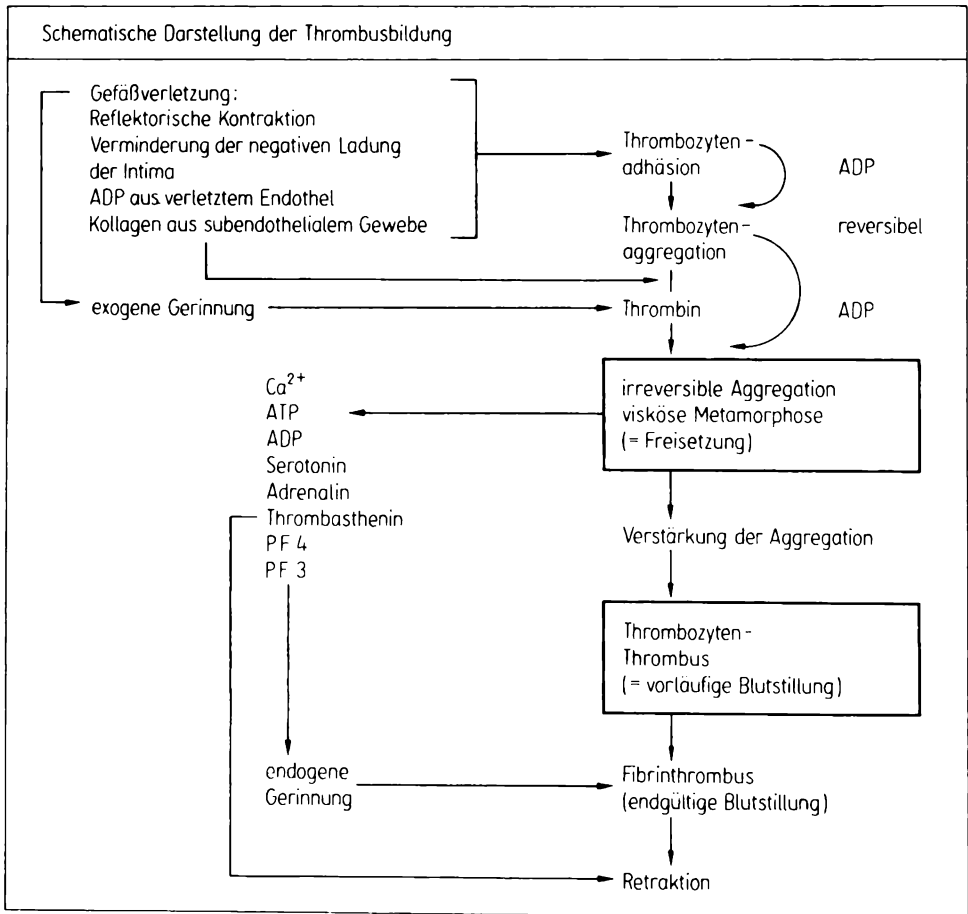 Schematische Darstellung der Thrombusbildung
Gefäßverletzung:
Reflektorische Kontraktion
Verminderung der negativen Ladung
der Intima
ADP aus verletztem Endothel
Kollagen aus subendothelialem Gewebe
Thrombozyten-
adhäsion
ADP
Thrombozyten-
aggregation
reversibel
exogene Gerinnung
Thrombin
ADP
irreversible Aggregation
visköse Metamorphose
(= Freisetzung)
Ca²⁺
ATP
ADP
Serotonin
Adrenalin
Thrombasthenin
PF 4
PF 3
Verstärkung der Aggregation
Thrombozyten-
Thrombus
(= vorläufige Blutstillung)
endogene
Gerinnung
Fibrinthrombus
(endgültige Blutstillung)
Retraktion